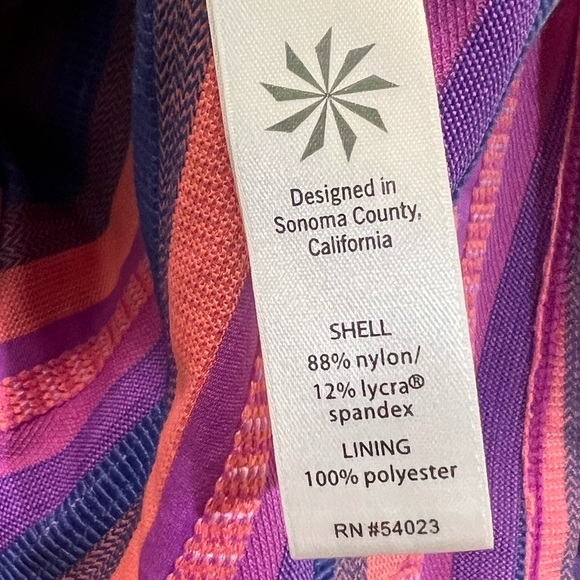 Designed in
Sonoma County,
California
SHELL
88% nylon/
12% lycra®
spandex
LINING
100% polyester
RN #54023